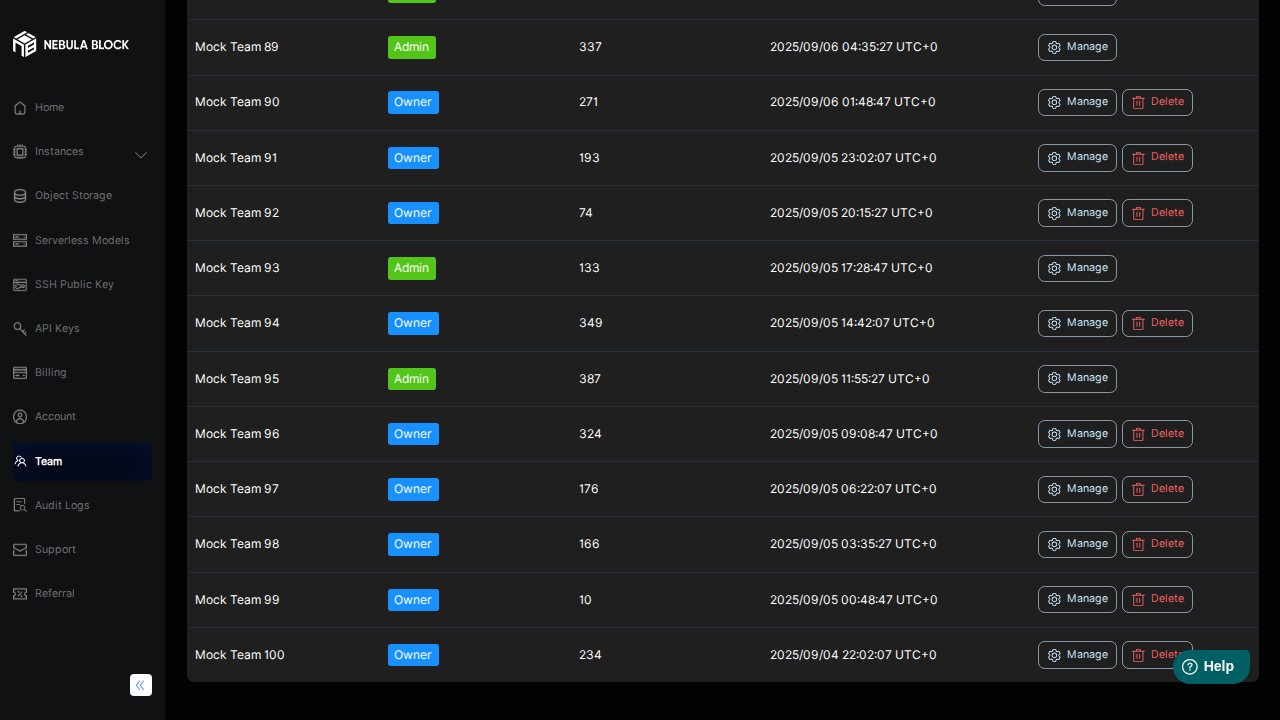 NEBULA BLOCK
Home
Instances
Object Storage
Serverless Models
SSH Public Key
API Keys
Billing
Account
Team
Audit Logs
Support
Referral
Mock Team 89 Admin 337 2025/09/06 04:35:27 UTC+0 Manage
Mock Team 90 Owner 271 2025/09/06 01:48:47 UTC+0 Manage Delete
Mock Team 91 Owner 193 2025/09/05 23:02:07 UTC+0 Manage Delete
Mock Team 92 Owner 74 2025/09/05 20:15:27 UTC+0 Manage Delete
Mock Team 93 Admin 133 2025/09/05 17:28:47 UTC+0 Manage
Mock Team 94 Owner 349 2025/09/05 14:42:07 UTC+0 Manage Delete
Mock Team 95 Admin 387 2025/09/05 11:55:27 UTC+0 Manage
Mock Team 96 Owner 324 2025/09/05 09:08:47 UTC+0 Manage Delete
Mock Team 97 Owner 176 2025/09/05 06:22:07 UTC+0 Manage Delete
Mock Team 98 Owner 166 2025/09/05 03:35:27 UTC+0 Manage Delete
Mock Team 99 Owner 10 2025/09/05 00:48:47 UTC+0 Manage Delete
Mock Team 100 Owner 234 2025/09/04 22:02:07 UTC+0 Manage Delete
Help